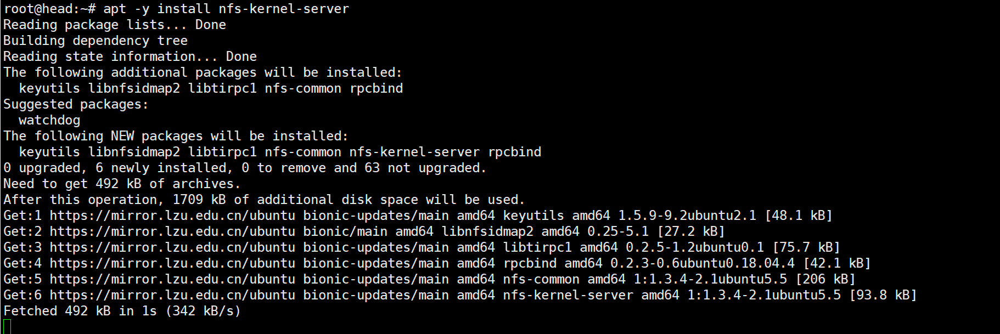 root@head:~# apt -y install nfs-kernel-server
Reading package lists... Done
Building dependency tree
Reading state information... Done
The following additional packages will be installed:
  keyutils libnfsidmap2 libtirpc1 nfs-common rpcbind
Suggested packages:
  watchdog
The following NEW packages will be installed:
  keyutils libnfsidmap2 libtirpc1 nfs-common nfs-kernel-server rpcbind
0 upgraded, 6 newly installed, 0 to remove and 63 not upgraded.
Need to get 492 kB of archives.
After this operation, 1709 kB of additional disk space will be used.
Get:1 https://mirror.lzu.edu.cn/ubuntu bionic-updates/main amd64 keyutils amd64 1.5.9-9.2ubuntu2.1 [48.1 kB]
Get:2 https://mirror.lzu.edu.cn/ubuntu bionic/main amd64 libnfsidmap2 amd64 0.25-5.1 [27.2 kB]
Get:3 https://mirror.lzu.edu.cn/ubuntu bionic-updates/main amd64 libtirpc1 amd64 0.2.5-1.2ubuntu0.1 [75.7 kB]
Get:4 https://mirror.lzu.edu.cn/ubuntu bionic-updates/main amd64 rpcbind amd64 0.2.3-0.6ubuntu0.18.04.4 [42.1 kB]
Get:5 https://mirror.lzu.edu.cn/ubuntu bionic-updates/main amd64 nfs-common amd64 1:1.3.4-2.1ubuntu5.5 [206 kB]
Get:6 https://mirror.lzu.edu.cn/ubuntu bionic-updates/main amd64 nfs-kernel-server amd64 1:1.3.4-2.1ubuntu5.5 [93.8 kB]
Fetched 492 kB in 1s (342 kB/s)